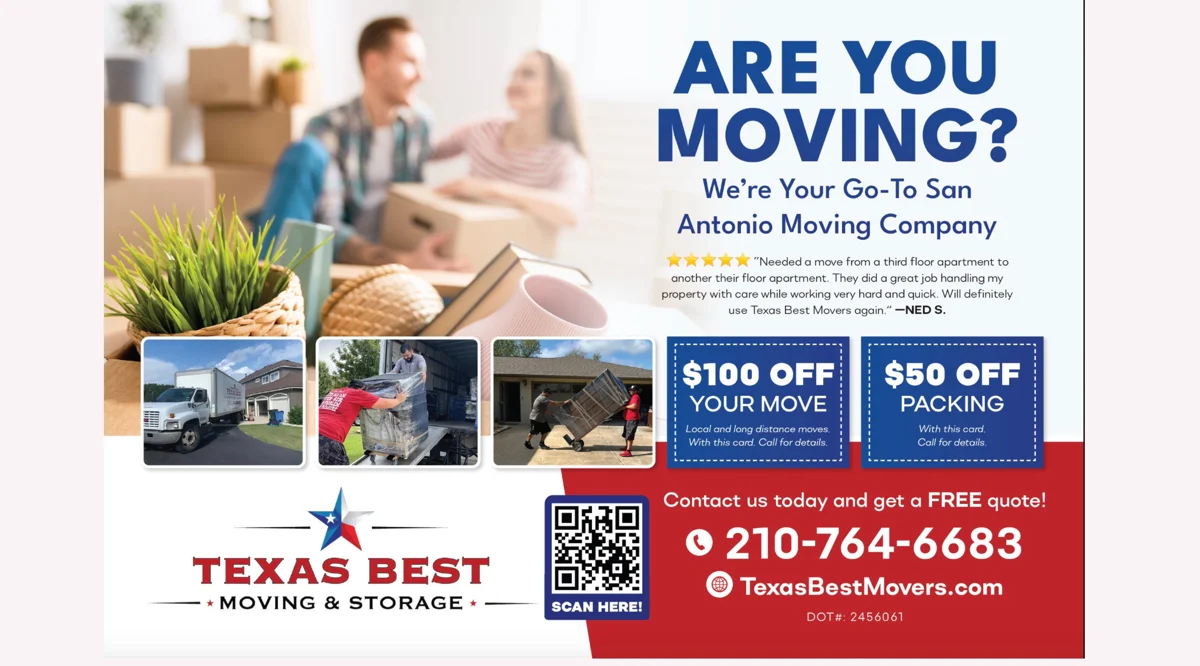 ARE YOU
MOVING?
We're Your Go-To San
Antonio Moving Company
"Needed a move from a third floor apartment to
another their floor apartment. They did a great job handling my
property with care while working very hard and quick. Will definitely
use Texas Best Movers again." —NED S.
$100 OFF
YOUR MOVE
Local and long distance moves.
With this card. Call for details.
$50 OFF
PACKING
With this card.
Call for details.
TEXAS BEST
MOVING & STORAGE
SCAN HERE!
Contact us today and get a FREE quote!
210-764-6683
TexasBestMovers.com
DOT#: 2456061